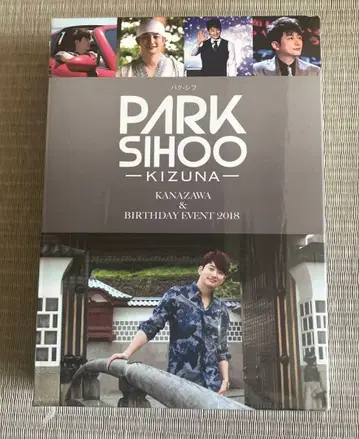 パク・シフ
PARK
SIHOO
—KIZUNA—
KANAZAWA
&
BIRTHDAY EVENT 2018